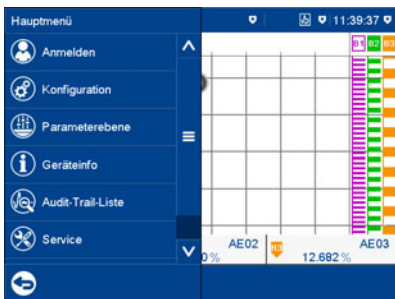 Hauptmenü
11:39:37
Anmelden
B1 B2 B3
Konfiguration
Parameterebene
Geräteinfo
Audit-Trail-Liste
Service
AE02
AE03
0%
12.682 %